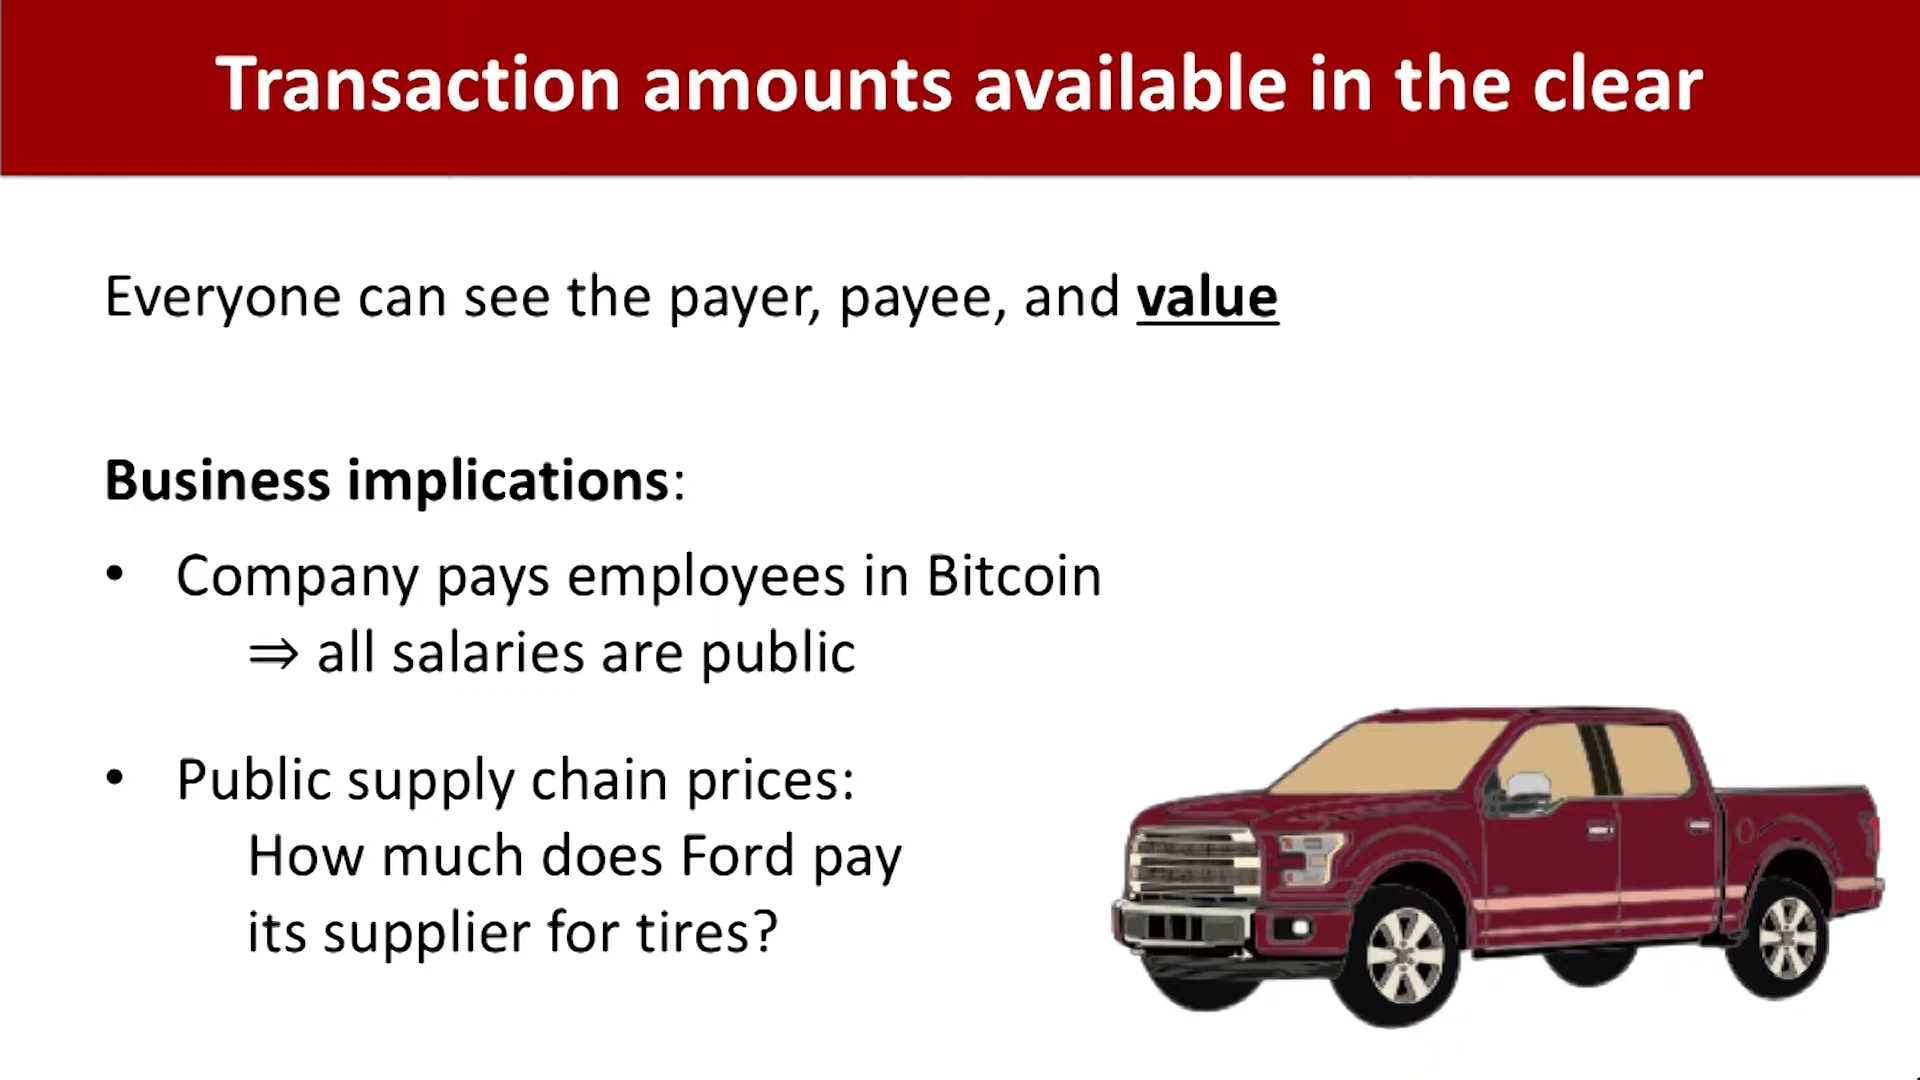 Transaction amounts available in the clear
Everyone can see the payer, payee, and value
Business implications:
• Company pays employees in Bitcoin
⇒ all salaries are public
• Public supply chain prices:
How much does Ford pay
its supplier for tires?